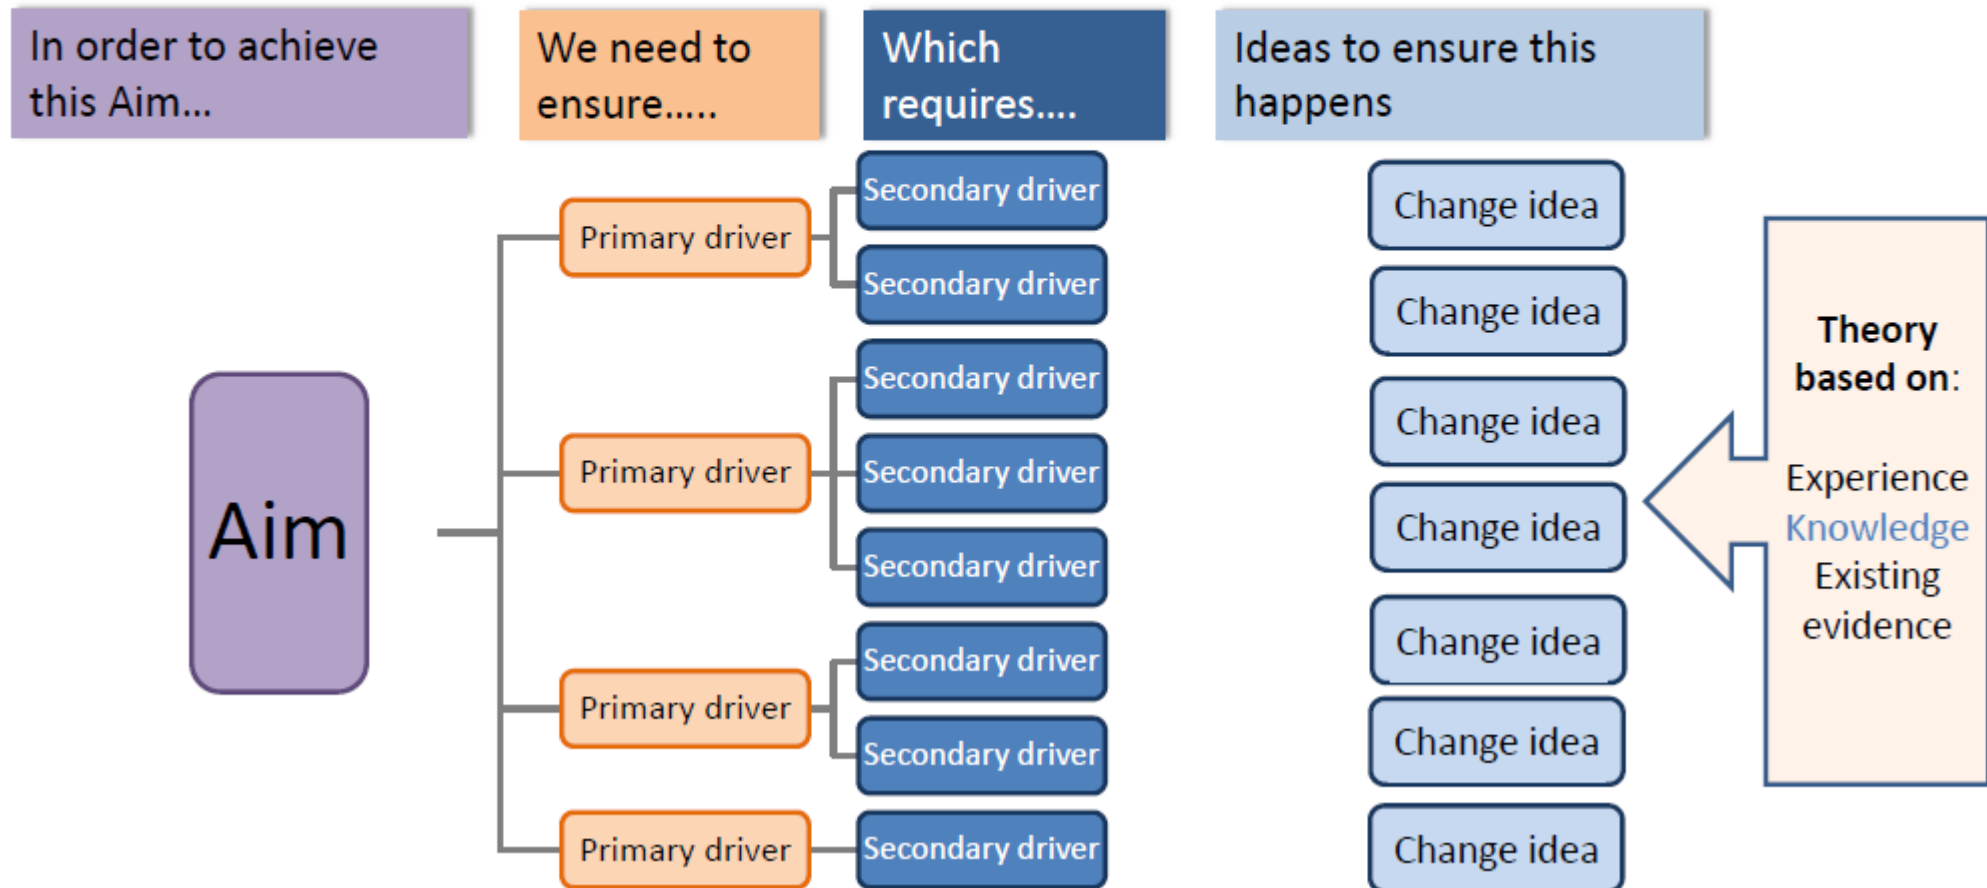 In order to achieve
this Aim...
We need to
ensure.....
Which
requires....
Ideas to ensure this
happens
Aim
Primary driver
Primary driver
Primary driver
Primary driver
Secondary driver
Secondary driver
Secondary driver
Secondary driver
Secondary driver
Secondary driver
Secondary driver
Secondary driver
Change idea
Change idea
Change idea
Change idea
Change idea
Change idea
Change idea
Theory
based on:
Experience
Knowledge
Existing
evidence